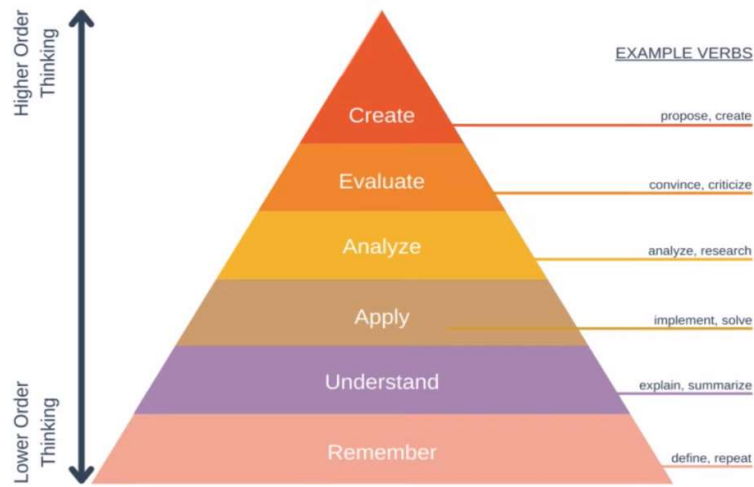 Higher Order
Thinking
EXAMPLE VERBS
Create
propose, create
Evaluate
convince, criticize
Analyze
analyze, research
Apply
implement, solve
Understand
explain, summarize
Lower Order
Thinking
Remember
define, repeat